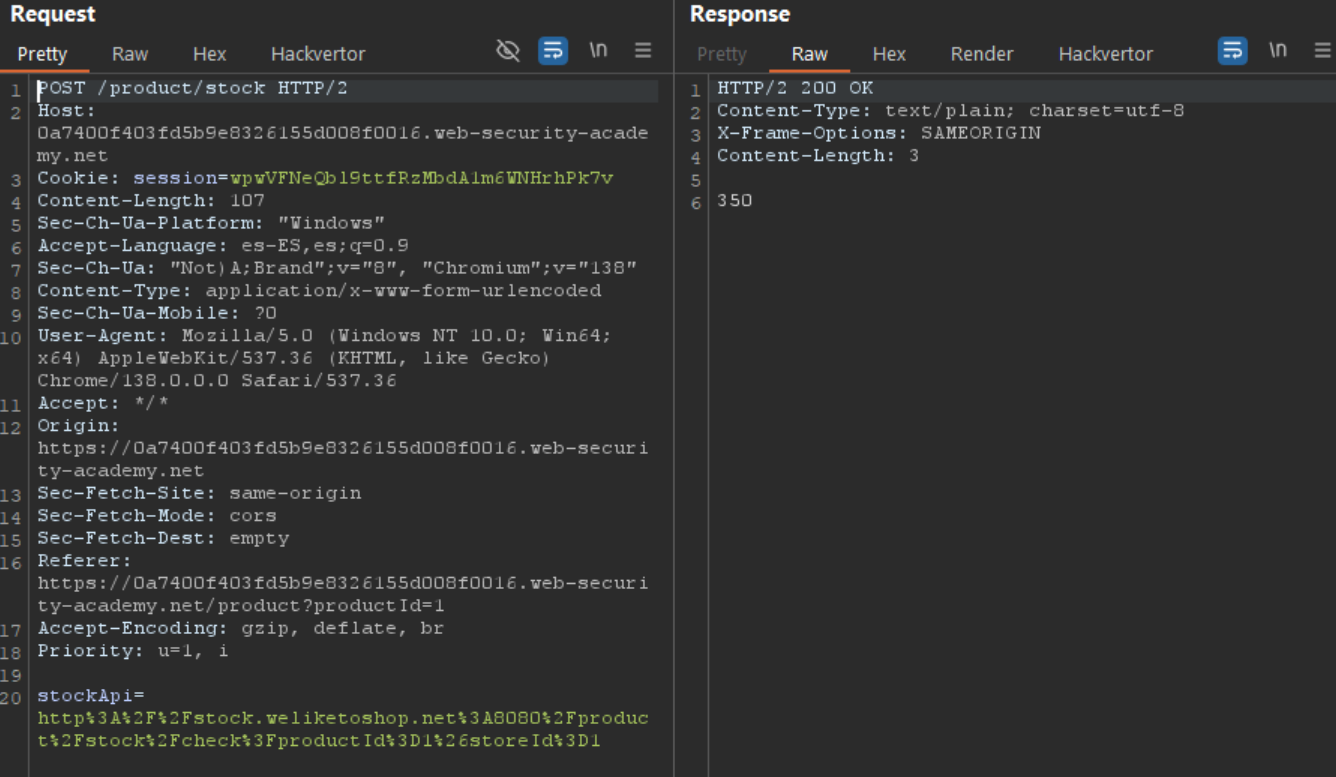 Request
Pretty Raw Hex Hackvertor \n
1 POST /product/stock HTTP/2
2 Host:
0a7400f403fd5b9e8326155d008f0016.web-security-acade
my.net
3 Cookie: session=wpwVFNeQbl9ttfRzMbdA1m6WNHrhPk7v
4 Content-Length: 107
5 Sec-Ch-Ua-Platform: "Windows"
6 Accept-Language: es-ES,es;q=0.9
7 Sec-Ch-Ua: "Not)A;Brand";v="8", "Chromium";v="138"
8 Content-Type: application/x-www-form-urlencoded
9 Sec-Ch-Ua-Mobile: ?0
10 User-Agent: Mozilla/5.0 (Windows NT 10.0; Win64;
x64) AppleWebKit/537.36 (KHTML, like Gecko)
Chrome/138.0.0.0 Safari/537.36
11 Accept: */*
12 Origin:
https://0a7400f403fd5b9e8326155d008f0016.web-securi
ty-academy.net
13 Sec-Fetch-Site: same-origin
14 Sec-Fetch-Mode: cors
15 Sec-Fetch-Dest: empty
16 Referer:
https://0a7400f403fd5b9e8326155d008f0016.web-securi
ty-academy.net/product?productId=1
17 Accept-Encoding: gzip, deflate, br
18 Priority: u=1, i
19
20 stockApi=
http%3A%2F%2Fstock.weliketoshop.net%3A8080%2Fproduc
t%2Fstock%2Fcheck%3FproductId%3D1%26storeId%3D1
Response
Pretty Raw Hex Render Hackvertor \n
1 HTTP/2 200 OK
2 Content-Type: text/plain; charset=utf-8
3 X-Frame-Options: SAMEORIGIN
4 Content-Length: 3
5
6 350